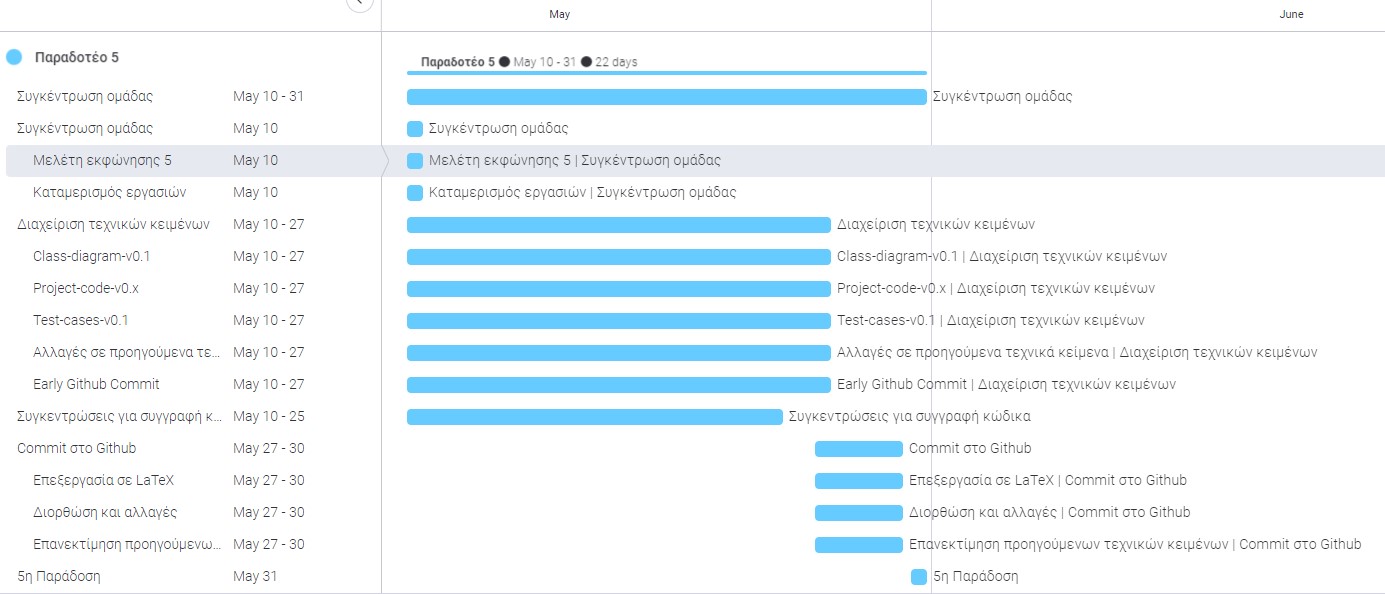 May June
Παραδοτέο 5
Παραδοτέο 5 ● May 10 - 31 ● 22 days
Συγκέντρωση ομάδας May 10 - 31 Συγκέντρωση ομάδας
Συγκέντρωση ομάδας May 10 Συγκέντρωση ομάδας
Μελέτη εκφώνησης 5 May 10 Μελέτη εκφώνησης 5 | Συγκέντρωση ομάδας
Καταμερισμός εργασιών May 10 Καταμερισμός εργασιών | Συγκέντρωση ομάδας
Διαχείριση τεχνικών κειμένων May 10 - 27 Διαχείριση τεχνικών κειμένων
Class-diagram-v0.1 May 10 - 27 Class-diagram-v0.1 | Διαχείριση τεχνικών κειμένων
Project-code-v0.x May 10 - 27 Project-code-v0.x | Διαχείριση τεχνικών κειμένων
Test-cases-v0.1 May 10 - 27 Test-cases-v0.1 | Διαχείριση τεχνικών κειμένων
Αλλαγές σε προηγούμενα τε... May 10 - 27 Αλλαγές σε προηγούμενα τεχνικά κείμενα | Διαχείριση τεχνικών κειμένων
Early Github Commit May 10 - 27 Early Github Commit | Διαχείριση τεχνικών κειμένων
Συγκεντρώσεις για συγγραφή κ... May 10 - 25 Συγκεντρώσεις για συγγραφή κώδικα
Commit στο Github May 27 - 30 Commit στο Github
Επεξεργασία σε LaTeX May 27 - 30 Επεξεργασία σε LaTeX | Commit στο Github
Διορθώση και αλλαγές May 27 - 30 Διορθώση και αλλαγές | Commit στο Github
Επανεκτίμηση προηγούμενω... May 27 - 30 Επανεκτίμηση προηγούμενων τεχνικών κειμένων | Commit στο Github
5η Παράδοση May 31 5η Παράδοση